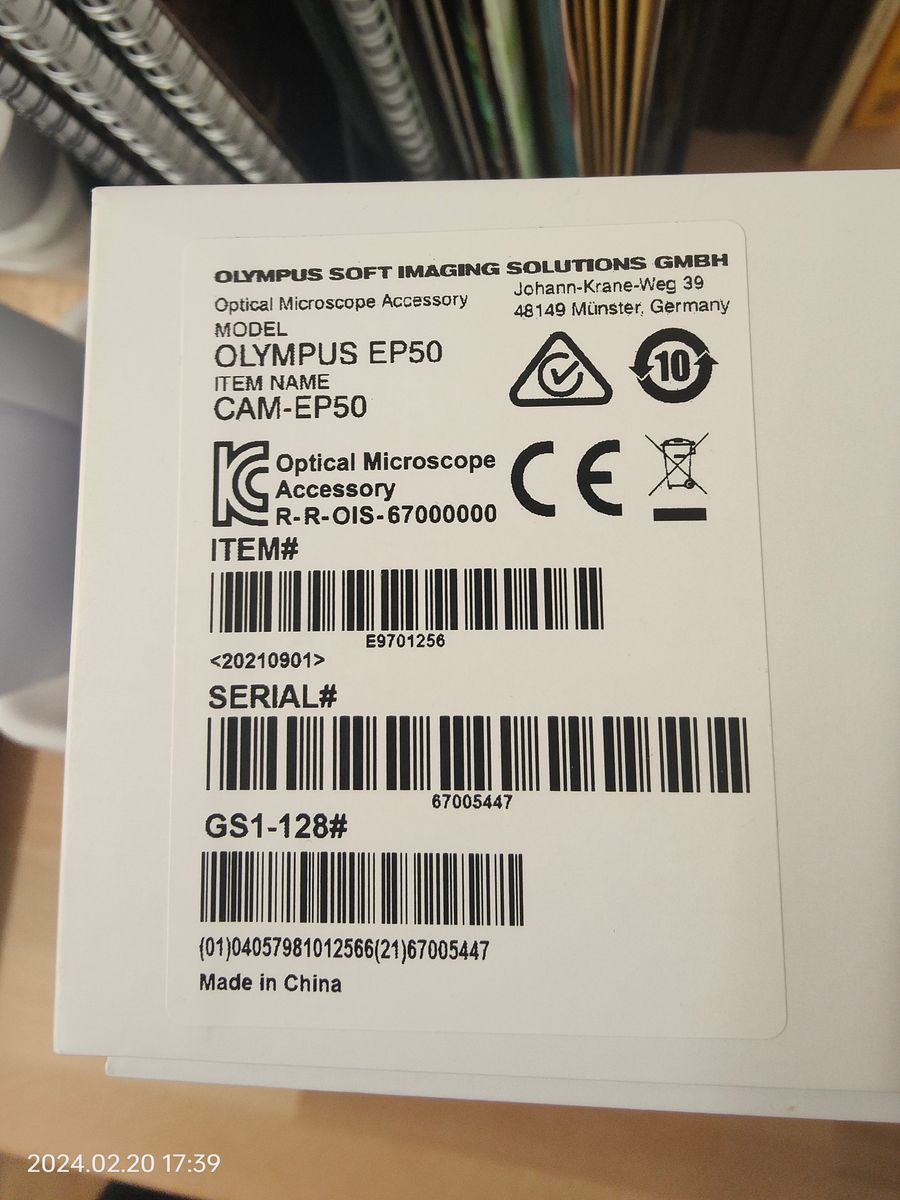 OLYMPUS SOFT IMAGING SOLUTIONS GMBH
Optical Microscope Accessory
Johann-Krane-Weg 39
48149 Münster, Germany
MODEL
OLYMPUS EP50
ITEM NAME
CAM-EP50
10
KC
Optical Microscope
Accessory
R-R-OIS-67000000
CE
ITEM#
E9701256
<20210901>
SERIAL#
67005447
GS1-128#
(01)04057981012566(21)67005447
Made in China
2024.02.20 17:39